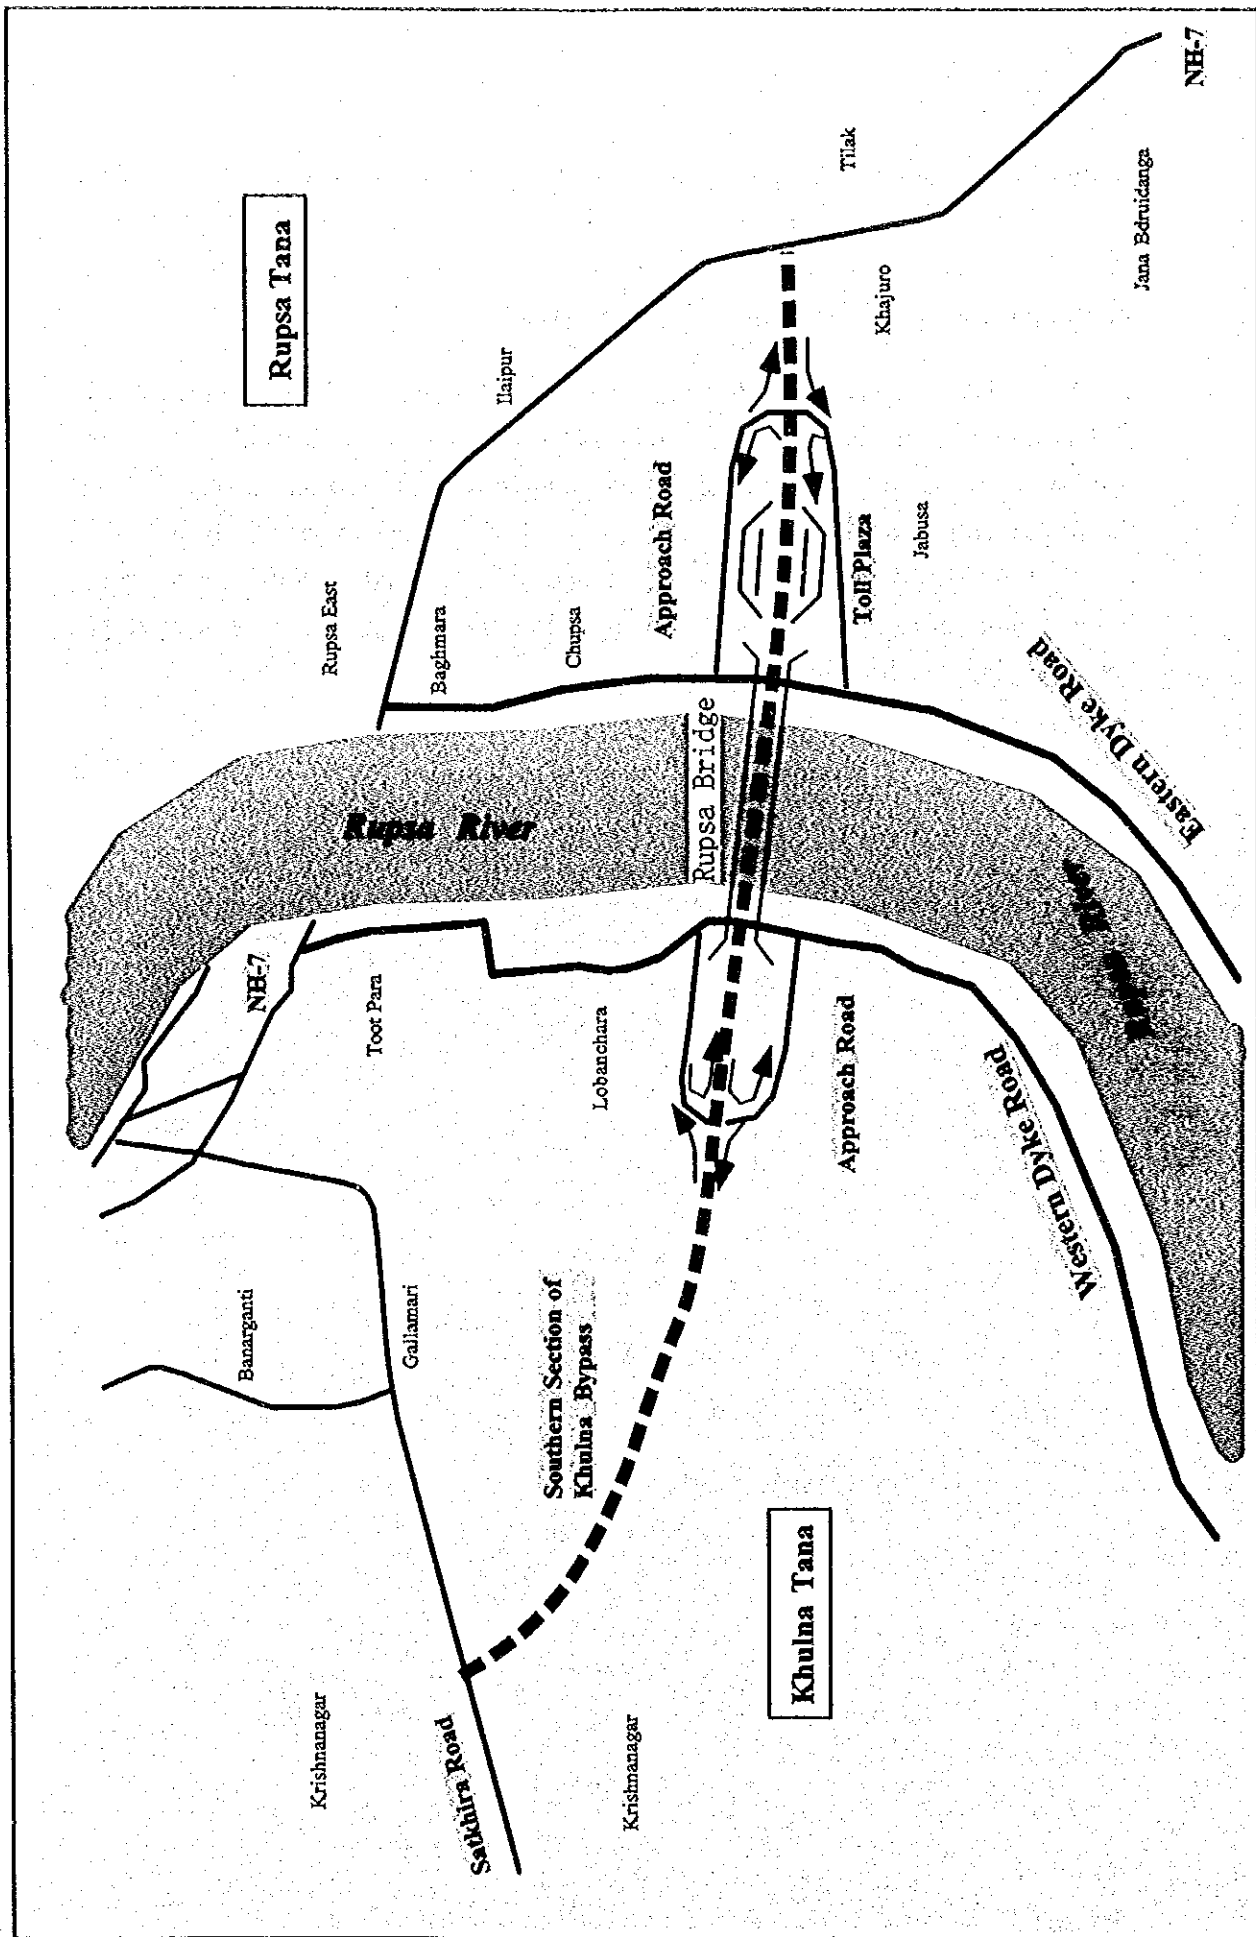 Rupsa Tana
NH-7
Rupsa East
Ilaipur
Tilak
Baghmara
Chupsa
Approach Road
Khajuro
Jana Bdruidanga
Toll Plaza
Jabusa
Rupsa River
Rupsa Bridge
Eastern Dyke Road
NH-7
Toot Para
Lobanchara
Approach Road
Rupsa River
Western Dyke Road
Banarganti
Gallamari
Southern Section of
Khulna Bypass
Krishnanagar
Satkhira Road
Krishnanagar
Khulna Tana